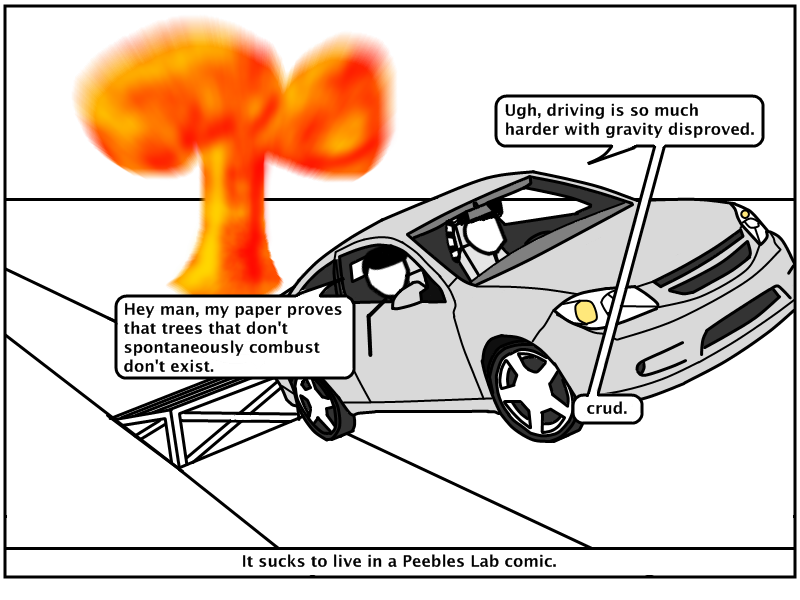 Ugh, driving is so much
harder with gravity disproved.
Hey man, my paper proves
that trees that don't
spontaneously combust
don't exist.
crud.
It sucks to live in a Peebles Lab comic.